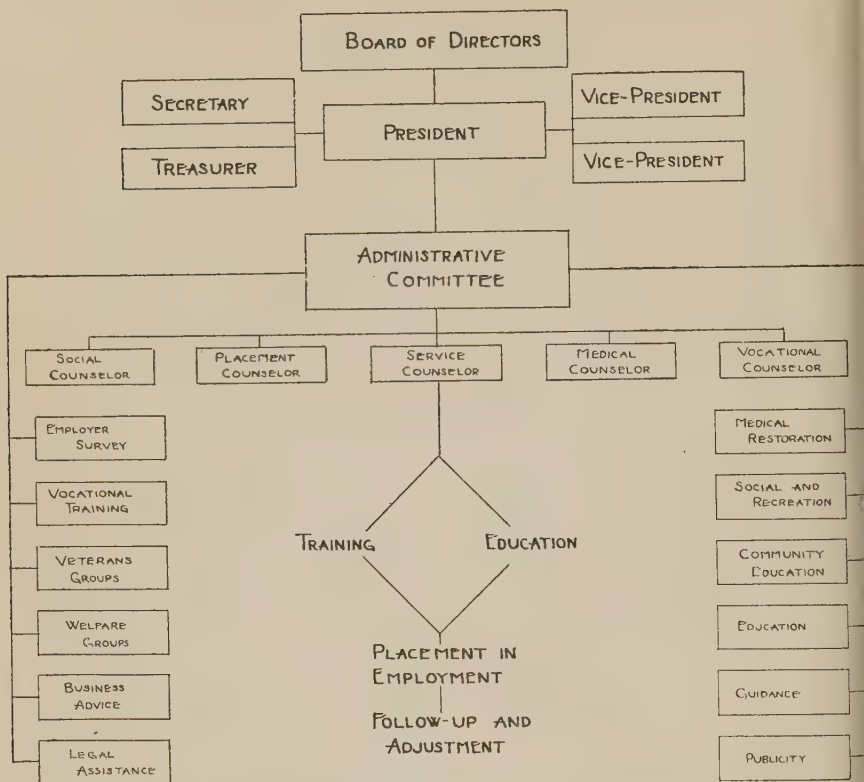 BOARD OF DIRECTORS
SECRETARY
TREASURER
PRESIDENT
VICE-PRESIDENT
VICE-PRESIDENT
ADMINISTRATIVE
COMMITTEE
SOCIAL
COUNSELOR
PLACEMENT
COUNSELOR
SERVICE
COUNSELOR
MEDICAL
COUNSELOR
VOCATIONAL
COUNSELOR
EMPLOYER
SURVEY
VOCATIONAL
TRAINING
VETERANS
GROUPS
WELFARE
GROUPS
BUSINESS
ADVICE
LEGAL
ASSISTANCE
TRAINING
EDUCATION
PLACEMENT IN
EMPLOYMENT
FOLLOW-UP AND
ADJUSTMENT
MEDICAL
RESTORATION
SOCIAL AND
RECREATION
COMMUNITY
EDUCATION
EDUCATION
GUIDANCE
PUBLICITY